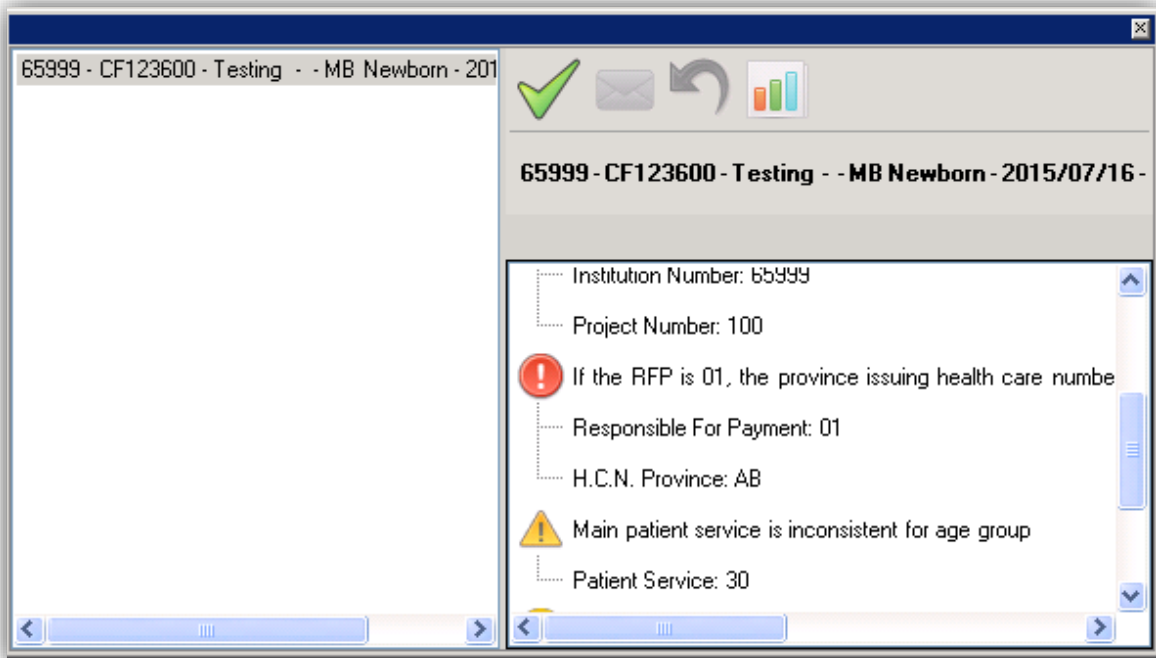 65999 - CF123600 - Testing - - MB Newborn - 201
65999 - CF123600 - Testing - - MB Newborn - 2015/07/16 -
Institution Number: 65999
Project Number: 100
If the RFP is 01, the province issuing health care numbe
Responsible For Payment: 01
H.C.N. Province: AB
Main patient service is inconsistent for age group
Patient Service: 30